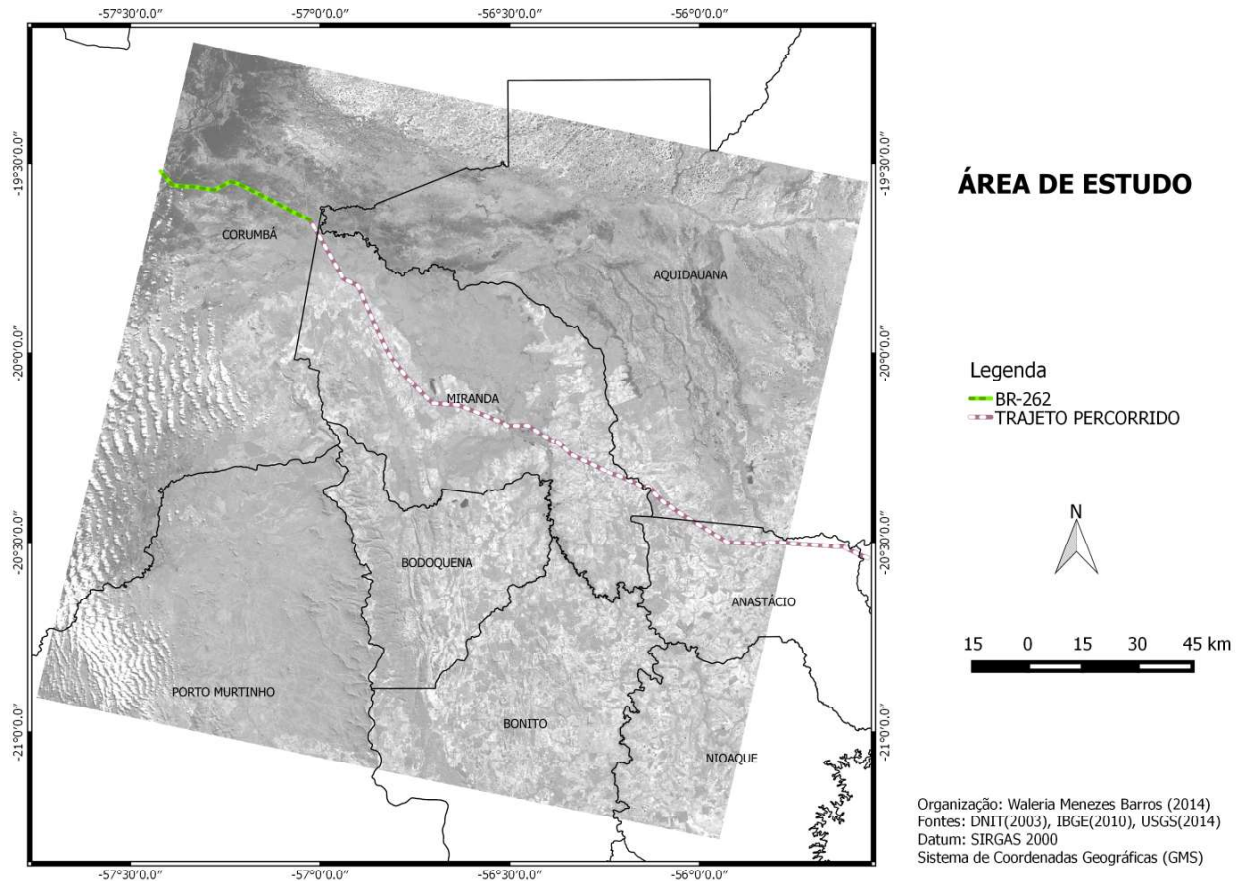 -57°30'0.0" -57°0'0.0" -56°30'0.0" -56°0'0.0"
-19°30'0.0" -19°30'0.0"
ÁREA DE ESTUDO
CORUMBÁ
AQUIDAUANA
-20°0'0.0" -20°0'0.0"
Legenda
BR-262
TRAJETO PERCORRIDO
MIRANDA
N
-20°30'0.0" -20°30'0.0"
BODOQUENA
ANASTÁCIO
15 0 15 30 45 km
PORTO MURTINHO
BONITO
-21°0'0.0" -21°0'0.0"
NIOAQUE
Organização: Waleria Menezes Barros (2014)
Fontes: DNIT(2003), IBGE(2010), USGS(2014)
Datum: SIRGAS 2000
Sistema de Coordenadas Geográficas (GMS)
-57°30'0.0" -57°0'0.0" -56°30'0.0" -56°0'0.0"